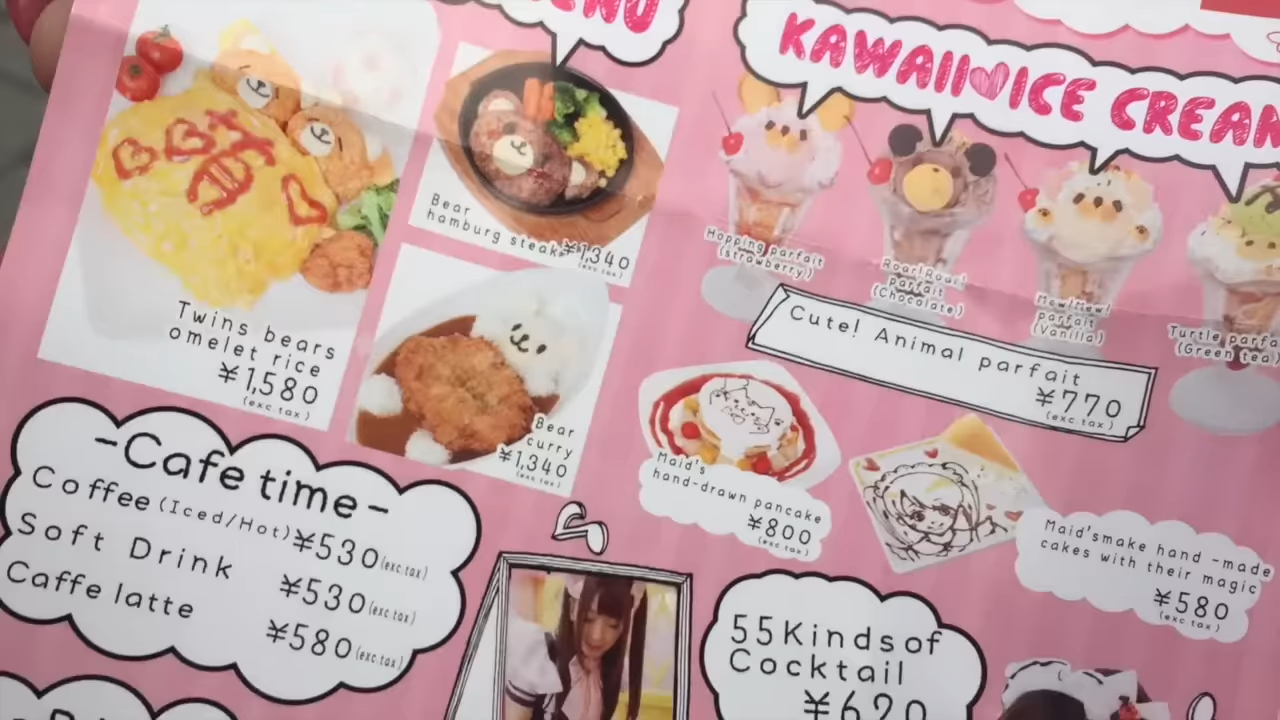 KAWAII ICE CREAM
Bear
hamburg steak ¥1,340
(exc.tax)
Twins bears
omelet rice
¥1,580
(exc.tax)
Bear
curry
¥1,340
(exc.tax)
Hopping parfait
(strawberry)
Roar!Roar!
parfait
(Chocolate)
Mew!Mew!
parfait
(Vanilla)
Turtle parfa
(Green tea)
Cute! Animal parfait
¥770
(exc.tax)
Maid's
hand-drawn pancake
¥800
(exc.tax)
Maid'smake hand-made
cakes with their magic
¥580
(exc.tax)
-Cafe time-
Coffee(Iced/Hot)¥530(exc.tax)
Soft Drink ¥530(exc.tax)
Caffe latte ¥580(exc.tax)
55Kinds of
Cocktail
¥620